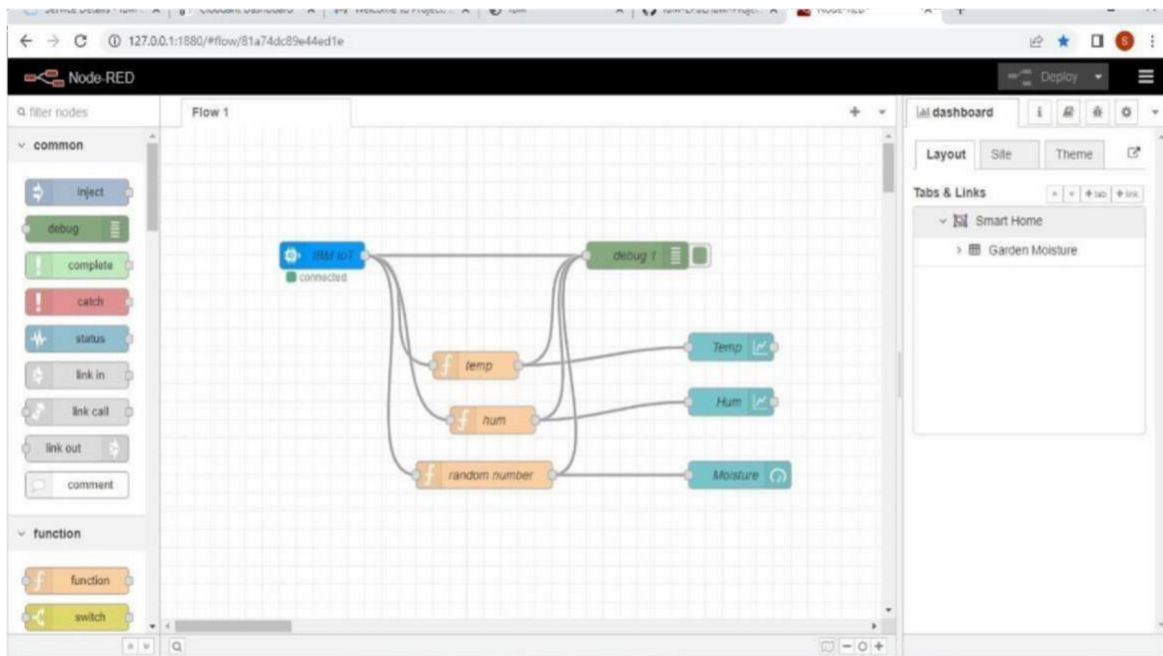 Cloudant Dashboard
127.0.0.1:1880/#flow/81a74dc89e44ed1e
S
Node-RED
Deploy
filter nodes
Flow 1
dashboard
common
Layout
Site
Theme
inject
Tabs & Links
tab
link
debug
Smart Home
IBM IoT
debug 1
Garden Moisture
complete
connected
catch
status
Temp
temp
link in
Hum
link call
hum
link out
random number
Moisture
comment
function
function
switch